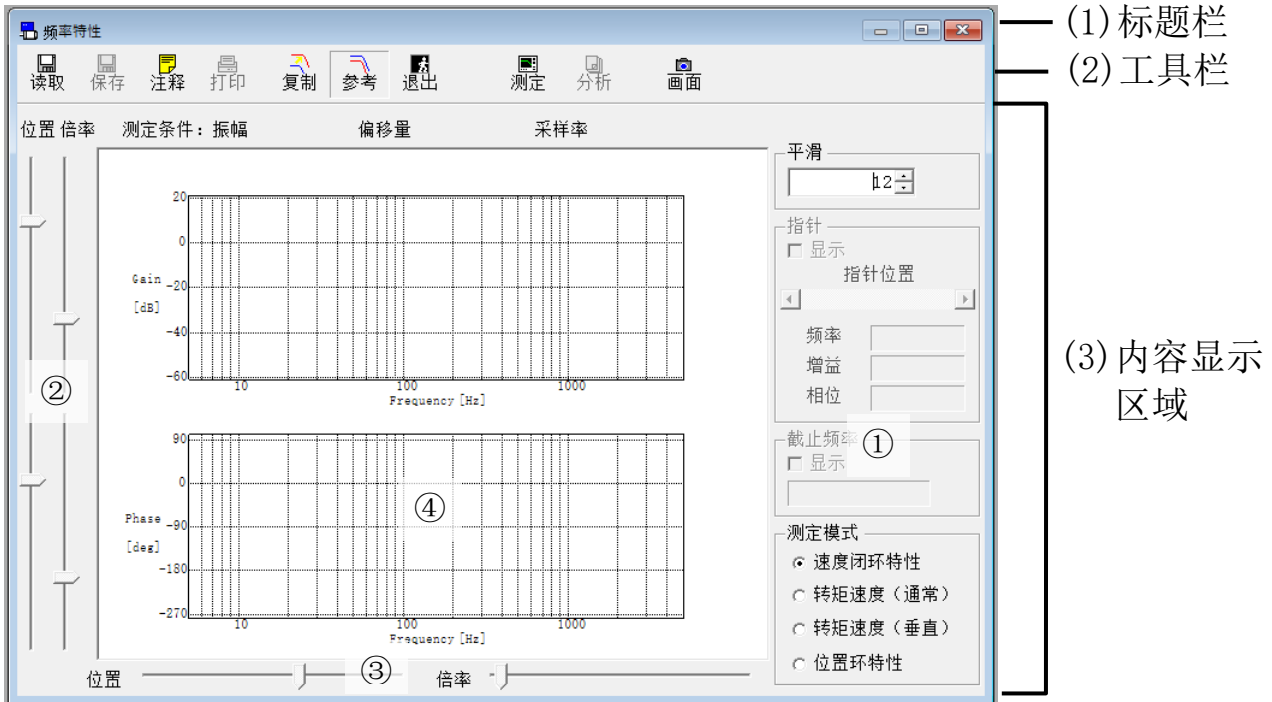 频率特性
(1)标题栏
读取 保存 注释 打印 复制 参考 退出 测定 分析 画面
(2)工具栏
位置 倍率 测定条件：振幅 偏移量 采样率
平滑
12
指针
显示
指针位置
频率
增益
相位
截止频率
显示
①
测定模式
速度闭环特性
转矩速度（通常）
转矩速度（垂直）
位置环特性
(3)内容显示
区域
②
20
0
Gain -20
[dB]
-40
-60
10 100 1000
Frequency [Hz]
90
0
④
Phase -90
[deg]
-180
-270
10 100 1000
Frequency [Hz]
位置 ③ 倍率